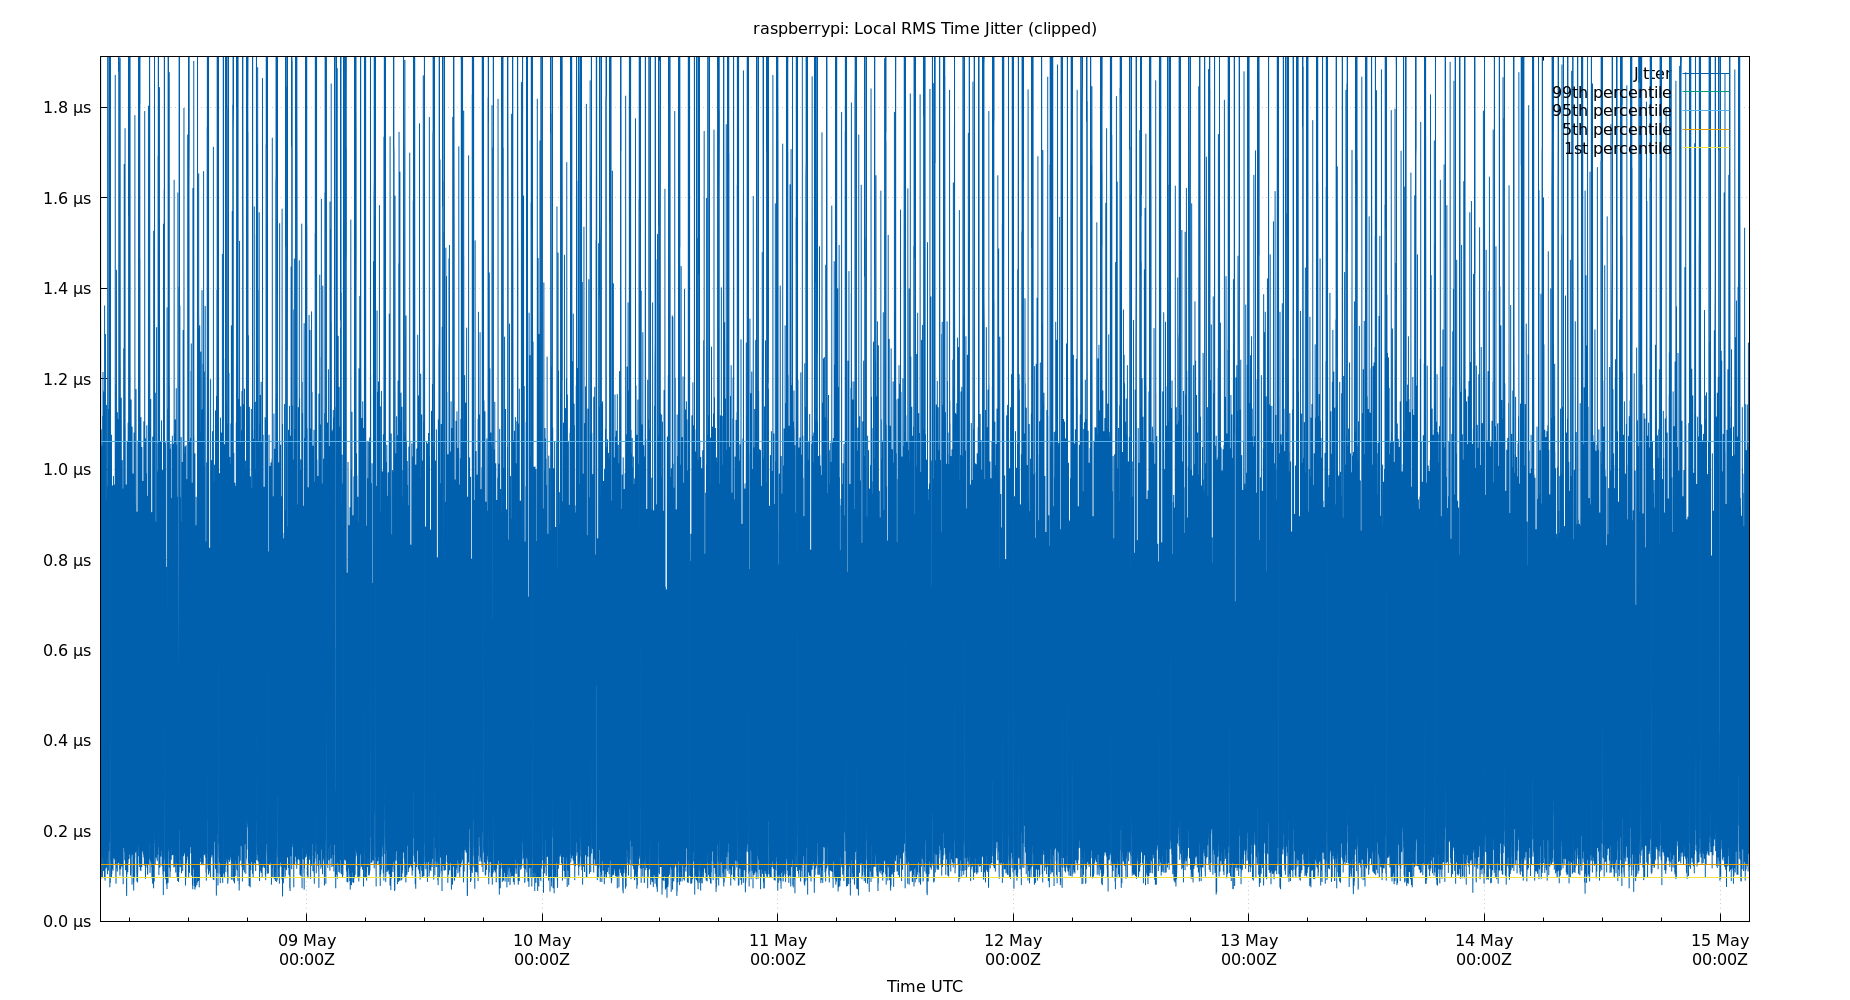 raspberrypi: Local RMS Time Jitter (clipped)
Jitter
99th percentile
95th percentile
5th percentile
1st percentile
1.8 µs
1.6 µs
1.4 µs
1.2 µs
1.0 µs
0.8 µs
0.6 µs
0.4 µs
0.2 µs
0.0 µs
09 May 10 May 11 May 12 May 13 May 14 May 15 May
00:00Z 00:00Z 00:00Z 00:00Z 00:00Z 00:00Z 00:00Z
Time UTC